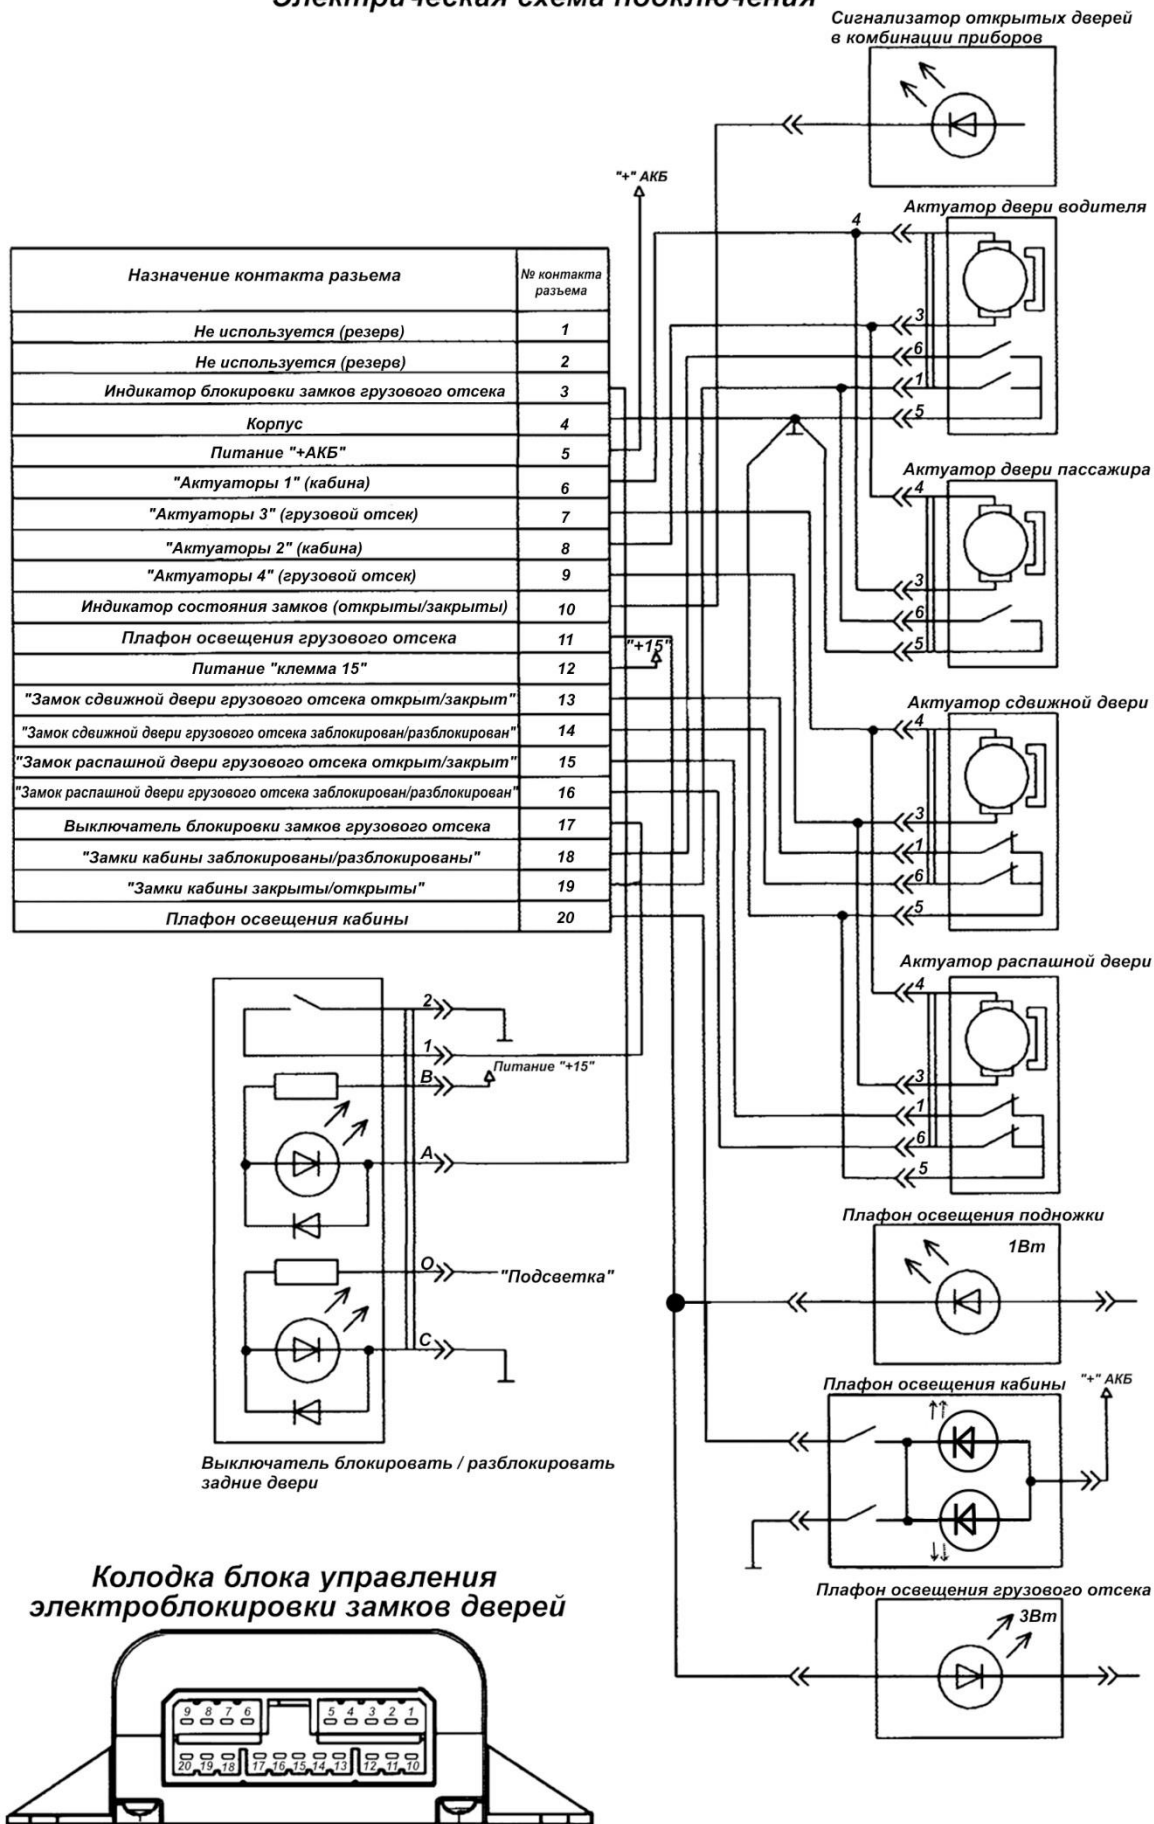 Электрическая схема подключения
Сигнализатор открытых дверей
в комбинации приборов
"+" АКБ
Актуатор двери водителя
4
3
6
1
5
Назначение контакта разьема
№ контакта
разъема
Не используется (резерв) 1
Не используется (резерв) 2
Индикатор блокировки замков грузового отсека 3
Корпус 4
Питание "+АКБ" 5
"Актуаторы 1" (кабина) 6
"Актуаторы 3" (грузовой отсек) 7
"Актуаторы 2" (кабина) 8
"Актуаторы 4" (грузовой отсек) 9
Индикатор состояния замков (открыты/закрыты) 10
Плафон освещения грузового отсека 11
Питание "клемма 15" 12
"Замок сдвижной двери грузового отсека открыт/закрыт" 13
"Замок сдвижной двери грузового отсека заблокирован/разблокирован" 14
"Замок распашной двери грузового отсека открыт/закрыт" 15
"Замок распашной двери грузового отсека заблокирован/разблокирован" 16
Выключатель блокировки замков грузового отсека 17
"Замки кабины заблокированы/разблокированы" 18
"Замки кабины закрыты/открыты" 19
Плафон освещения кабины 20
"+15"
Актуатор двери пассажира
4
3
6
5
Актуатор сдвижной двери
4
3
1
6
5
Актуатор распашной двери
4
3
1
6
5
2
1
В
Питание "+15"
А
О
"Подсветка"
С
Выключатель блокировать / разблокировать
задние двери
Плафон освещения подножки
1Вт
Плафон освещения кабины
"+" АКБ
Плафон освещения грузового отсека
3Вт
Колодка блока управления
электроблокировки замков дверей
9 8 7 6 5 4 3 2 1
20 19 18 17 16 15 14 13 12 11 10